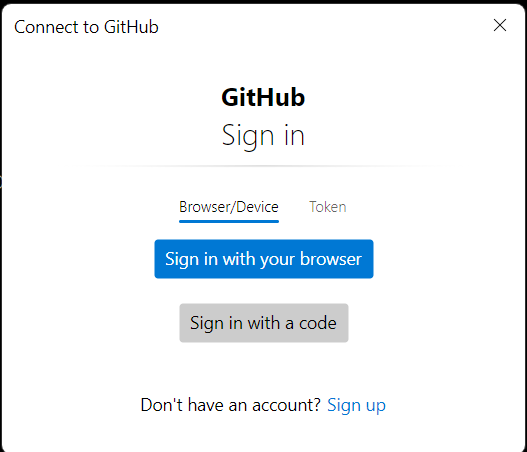 Connect to GitHub
GitHub
Sign in
Browser/Device Token
Sign in with your browser
Sign in with a code
Don't have an account? Sign up